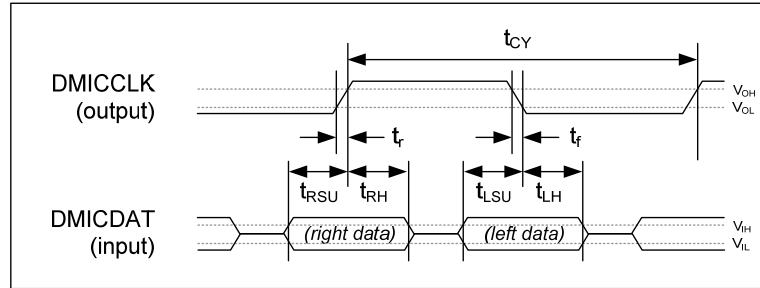 tCY
DMICCLK
(output)
VOH
VOL
tr
tf
tRSU
tRH
tLSU
tLH
DMICDAT
(input)
(right data)
(left data)
VIH
VIL